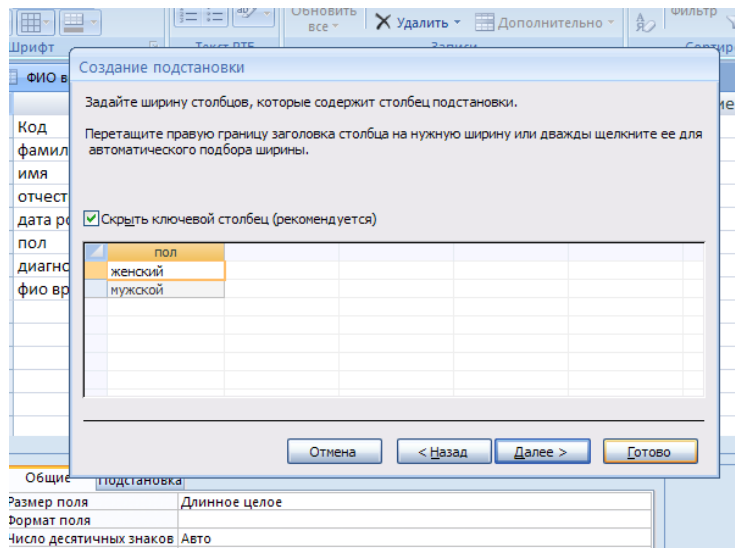 Обновить все
Удалить
Дополнительно
Фильтр
Шрифт
Текст RTF
Записи
Сортир
ФИО в
Создание подстановки
Задайте ширину столбцов, которые содержит столбец подстановки.
Перетащите правую границу заголовка столбца на нужную ширину или дважды щелкните ее для
автоматического подбора ширины.
Код
фамил
имя
отчест
дата ро
пол
диагно
фио вр
Скрыть ключевой столбец (рекомендуется)
пол
женский
мужской
Отмена
< Назад
Далее >
Готово
Общие
Подстановка
Размер поля
Длинное целое
Формат поля
Число десятичных знаков
Авто